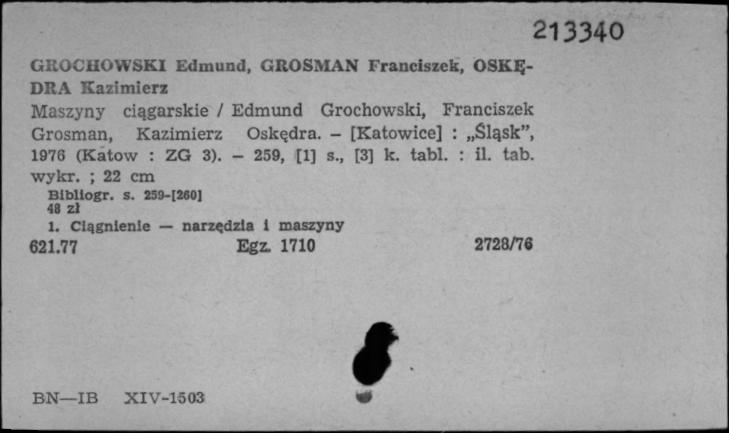 213340
GROCHOWSKI Edmund, GROSMAN Franciszek, OSKĘ-
DRA Kazimierz
Maszyny ciągarskie / Edmund Grochowski, Franciszek
Grosman, Kazimierz Oskędra. – [Katowice] : „Śląsk”,
1976 (Katow : ZG 3). – 259, [1] s., [3] k. tabl. : il. tab.
wykr. ; 22 cm
Bibliogr. s. 259-[260]
48 zł
1. Ciągnienie — narzędzia i maszyny
621.77 Egz. 1710 2728/76
BN—IB XIV-1503